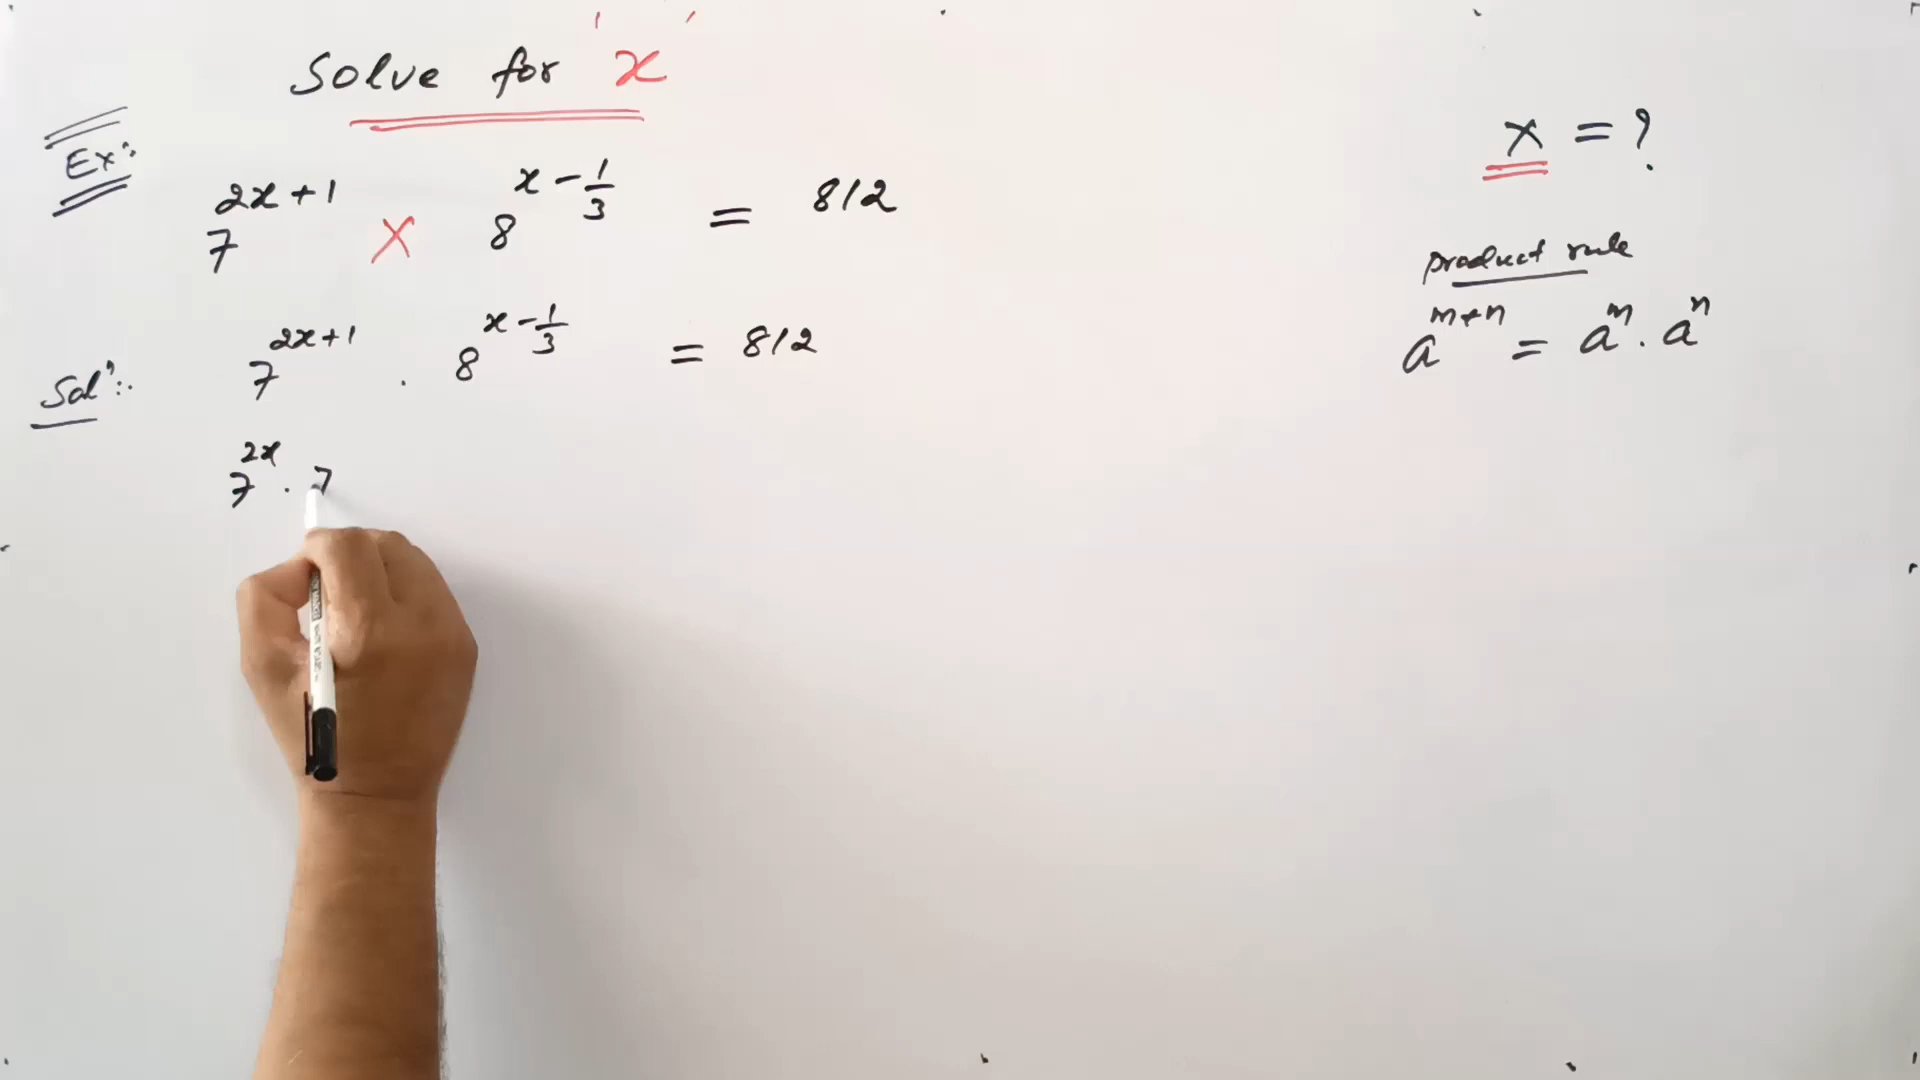 Solve for 'x'
Ex:
7^(2x+1) × 8^(x-1/3) = 812
x = ?
product rule
a^(m+n) = a^m . a^n
Sol^n:
7^(2x+1) . 8^(x-1/3) = 812
7^(2x) . 7